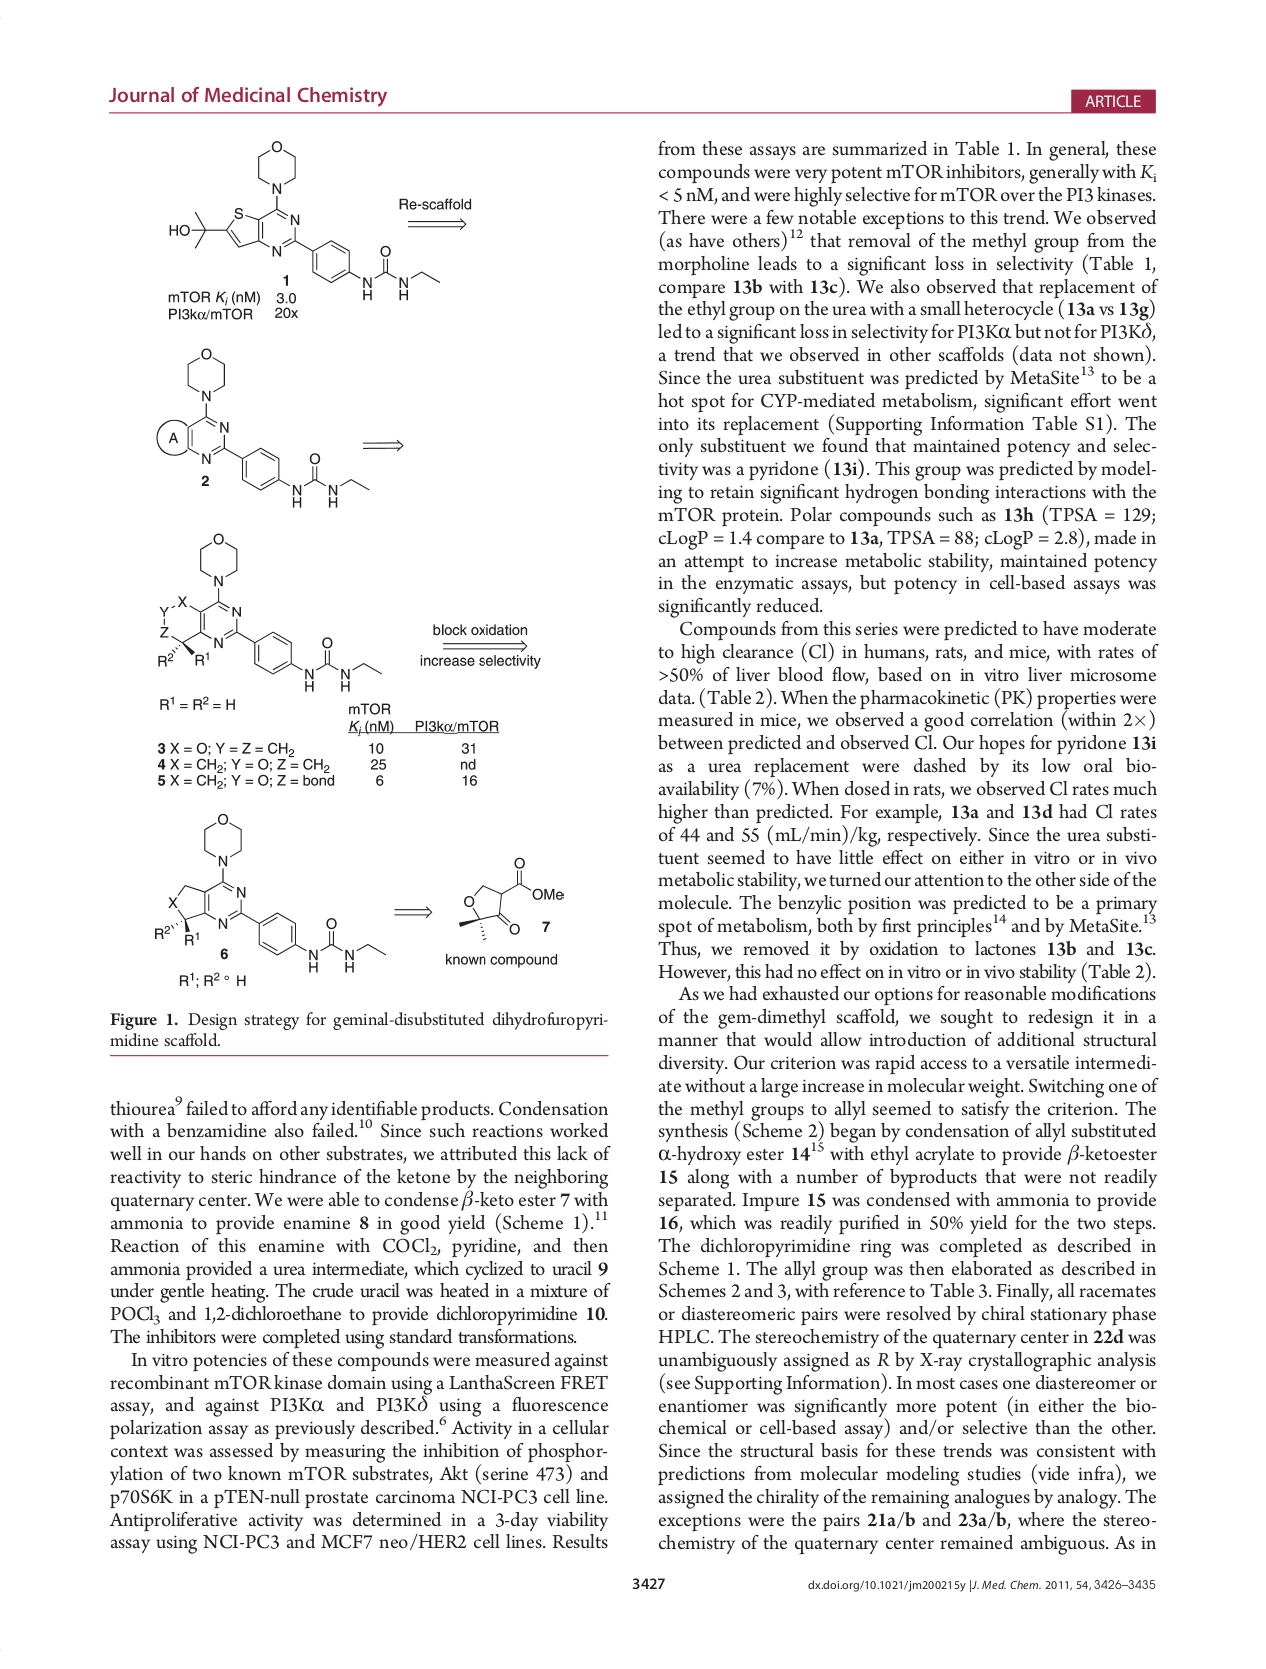 Journal of Medicinal Chemistry
ARTICLE
O
N
S
N
HO
N
O
N
H
N
H
1
mTOR Ki (nM) 3.0
PI3kα/mTOR 20x
Re-scaffold
O
N
A
N
N
O
N
H
N
H
2
O
N
X
Y
Z
N
N
R2
R1
O
N
H
N
H
block oxidation
increase selectivity
R1 = R2 = H
mTOR
Ki (nM) PI3kα/mTOR
3 X = O; Y = Z = CH2 10 31
4 X = CH2; Y = O; Z = CH2 25 nd
5 X = CH2; Y = O; Z = bond 6 16
O
N
X
N
N
R2
R1
O
N
H
N
H
6
R1; R2 ° H
O
OMe
O
O
7
known compound
Figure 1. Design strategy for geminal-disubstituted dihydrofuropyri-
midine scaffold.
thiourea9 failed to afford any identifiable products. Condensation
with a benzamidine also failed.10 Since such reactions worked
well in our hands on other substrates, we attributed this lack of
reactivity to steric hindrance of the ketone by the neighboring
quaternary center. We were able to condense β-keto ester 7 with
ammonia to provide enamine 8 in good yield (Scheme 1).11
Reaction of this enamine with COCl2, pyridine, and then
ammonia provided a urea intermediate, which cyclized to uracil 9
under gentle heating. The crude uracil was heated in a mixture of
POCl3 and 1,2-dichloroethane to provide dichloropyrimidine 10.
The inhibitors were completed using standard transformations.
In vitro potencies of these compounds were measured against
recombinant mTOR kinase domain using a LanthaScreen FRET
assay, and against PI3Kα and PI3Kδ using a fluorescence
polarization assay as previously described.6 Activity in a cellular
context was assessed by measuring the inhibition of phosphor-
ylation of two known mTOR substrates, Akt (serine 473) and
p70S6K in a pTEN-null prostate carcinoma NCI-PC3 cell line.
Antiproliferative activity was determined in a 3-day viability
assay using NCI-PC3 and MCF7 neo/HER2 cell lines. Results
from these assays are summarized in Table 1. In general, these
compounds were very potent mTOR inhibitors, generally with Ki
< 5 nM, and were highly selective for mTOR over the PI3 kinases.
There were a few notable exceptions to this trend. We observed
(as have others)12 that removal of the methyl group from the
morpholine leads to a significant loss in selectivity (Table 1,
compare 13b with 13c). We also observed that replacement of
the ethyl group on the urea with a small heterocycle (13a vs 13g)
led to a significant loss in selectivity for PI3Kα but not for PI3Kδ,
a trend that we observed in other scaffolds (data not shown).
Since the urea substituent was predicted by MetaSite13 to be a
hot spot for CYP-mediated metabolism, significant effort went
into its replacement (Supporting Information Table S1). The
only substituent we found that maintained potency and selec-
tivity was a pyridone (13i). This group was predicted by model-
ing to retain significant hydrogen bonding interactions with the
mTOR protein. Polar compounds such as 13h (TPSA = 129;
cLogP = 1.4 compare to 13a, TPSA = 88; cLogP = 2.8), made in
an attempt to increase metabolic stability, maintained potency
in the enzymatic assays, but potency in cell-based assays was
significantly reduced.
Compounds from this series were predicted to have moderate
to high clearance (Cl) in humans, rats, and mice, with rates of
>50% of liver blood flow, based on in vitro liver microsome
data. (Table 2). When the pharmacokinetic (PK) properties were
measured in mice, we observed a good correlation (within 2×)
between predicted and observed Cl. Our hopes for pyridone 13i
as a urea replacement were dashed by its low oral bio-
availability (7%). When dosed in rats, we observed Cl rates much
higher than predicted. For example, 13a and 13d had Cl rates
of 44 and 55 (mL/min)/kg, respectively. Since the urea substi-
tuent seemed to have little effect on either in vitro or in vivo
metabolic stability, we turned our attention to the other side of the
molecule. The benzylic position was predicted to be a primary
spot of metabolism, both by first principles14 and by MetaSite.13
Thus, we removed it by oxidation to lactones 13b and 13c.
However, this had no effect on in vitro or in vivo stability (Table 2).
As we had exhausted our options for reasonable modifications
of the gem-dimethyl scaffold, we sought to redesign it in a
manner that would allow introduction of additional structural
diversity. Our criterion was rapid access to a versatile intermedi-
ate without a large increase in molecular weight. Switching one of
the methyl groups to allyl seemed to satisfy the criterion. The
synthesis (Scheme 2) began by condensation of allyl substituted
α-hydroxy ester 1415 with ethyl acrylate to provide β-ketoester
15 along with a number of byproducts that were not readily
separated. Impure 15 was condensed with ammonia to provide
16, which was readily purified in 50% yield for the two steps.
The dichloropyrimidine ring was completed as described in
Scheme 1. The allyl group was then elaborated as described in
Schemes 2 and 3, with reference to Table 3. Finally, all racemates
or diastereomeric pairs were resolved by chiral stationary phase
HPLC. The stereochemistry of the quaternary center in 22d was
unambiguously assigned as R by X-ray crystallographic analysis
(see Supporting Information). In most cases one diastereomer or
enantiomer was significantly more potent (in either the bio-
chemical or cell-based assay) and/or selective than the other.
Since the structural basis for these trends was consistent with
predictions from molecular modeling studies (vide infra), we
assigned the chirality of the remaining analogues by analogy. The
exceptions were the pairs 21a/b and 23a/b, where the stereo-
chemistry of the quaternary center remained ambiguous. As in
3427
dx.doi.org/10.1021/jm200215y |J. Med. Chem. 2011, 54, 3426–3435